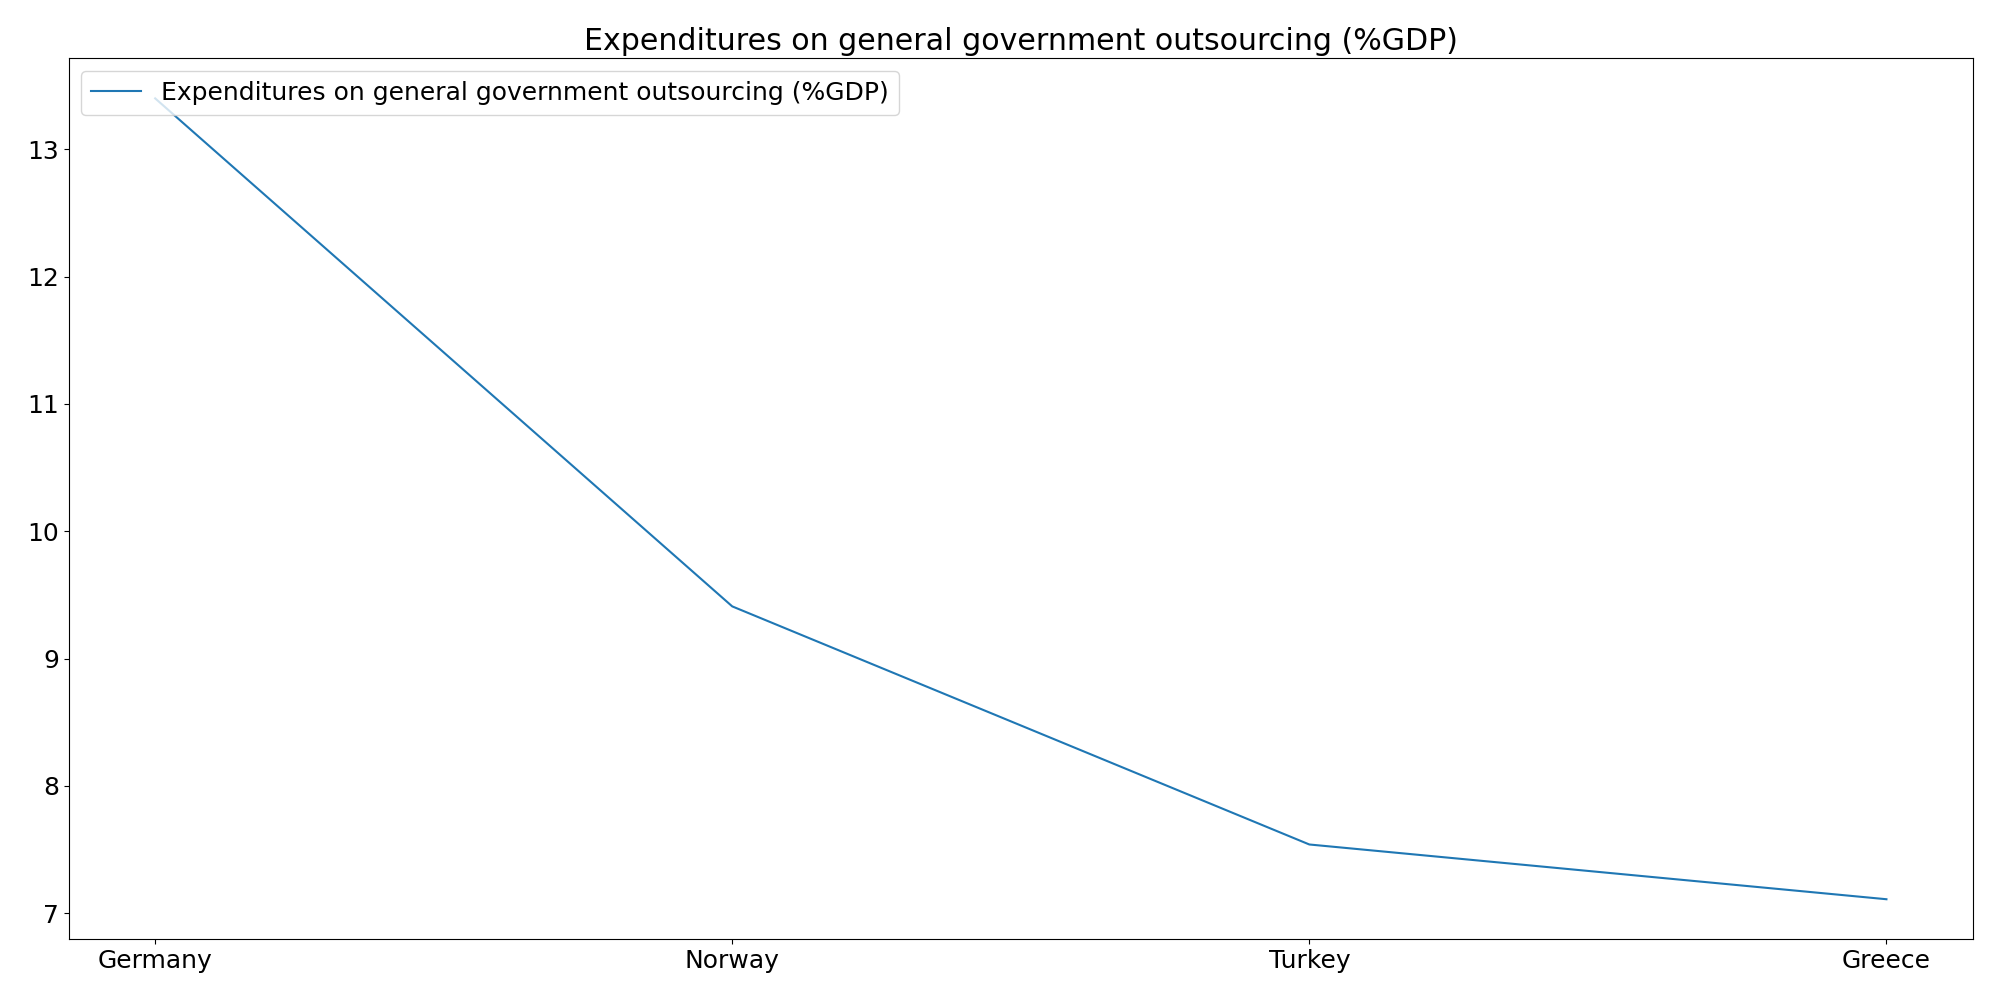 Expenditures on general government outsourcing (%GDP)
Expenditures on general government outsourcing (%GDP)
13
12
11
10
9
8
7
Germany Norway Turkey Greece